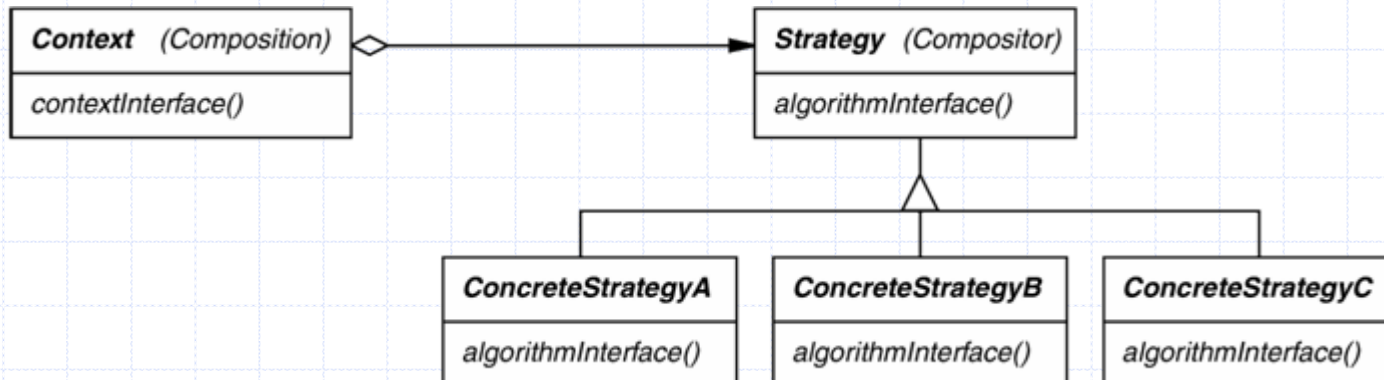 Context (Composition)
contextInterface()
Strategy (Compositor)
algorithmInterface()
ConcreteStrategyA
algorithmInterface()
ConcreteStrategyB
algorithmInterface()
ConcreteStrategyC
algorithmInterface()